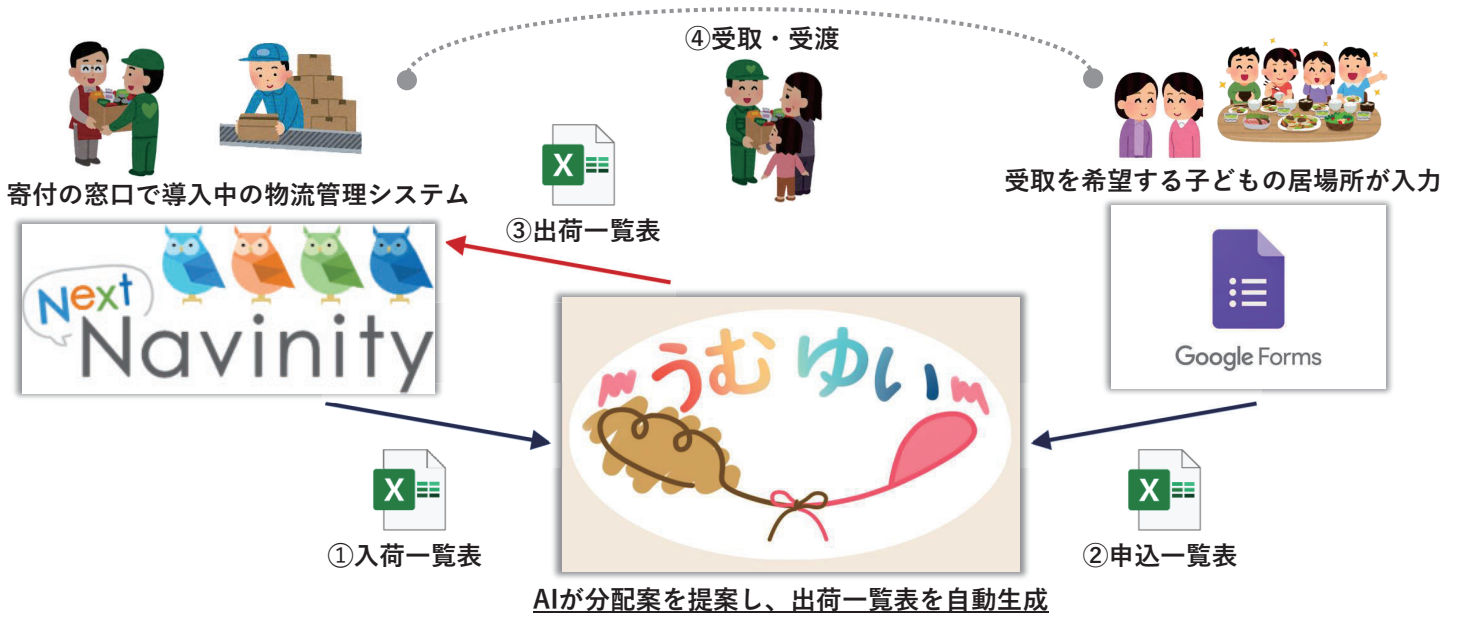 ④受取・受渡
寄付の窓口で導入中の物流管理システム
受取を希望する子どもの居場所が入力
X
③出荷一覧表
Next
Navinity
Google Forms
うむゆい
X
①入荷一覧表
X
②申込一覧表
AIが分配案を提案し、出荷一覧表を自動生成